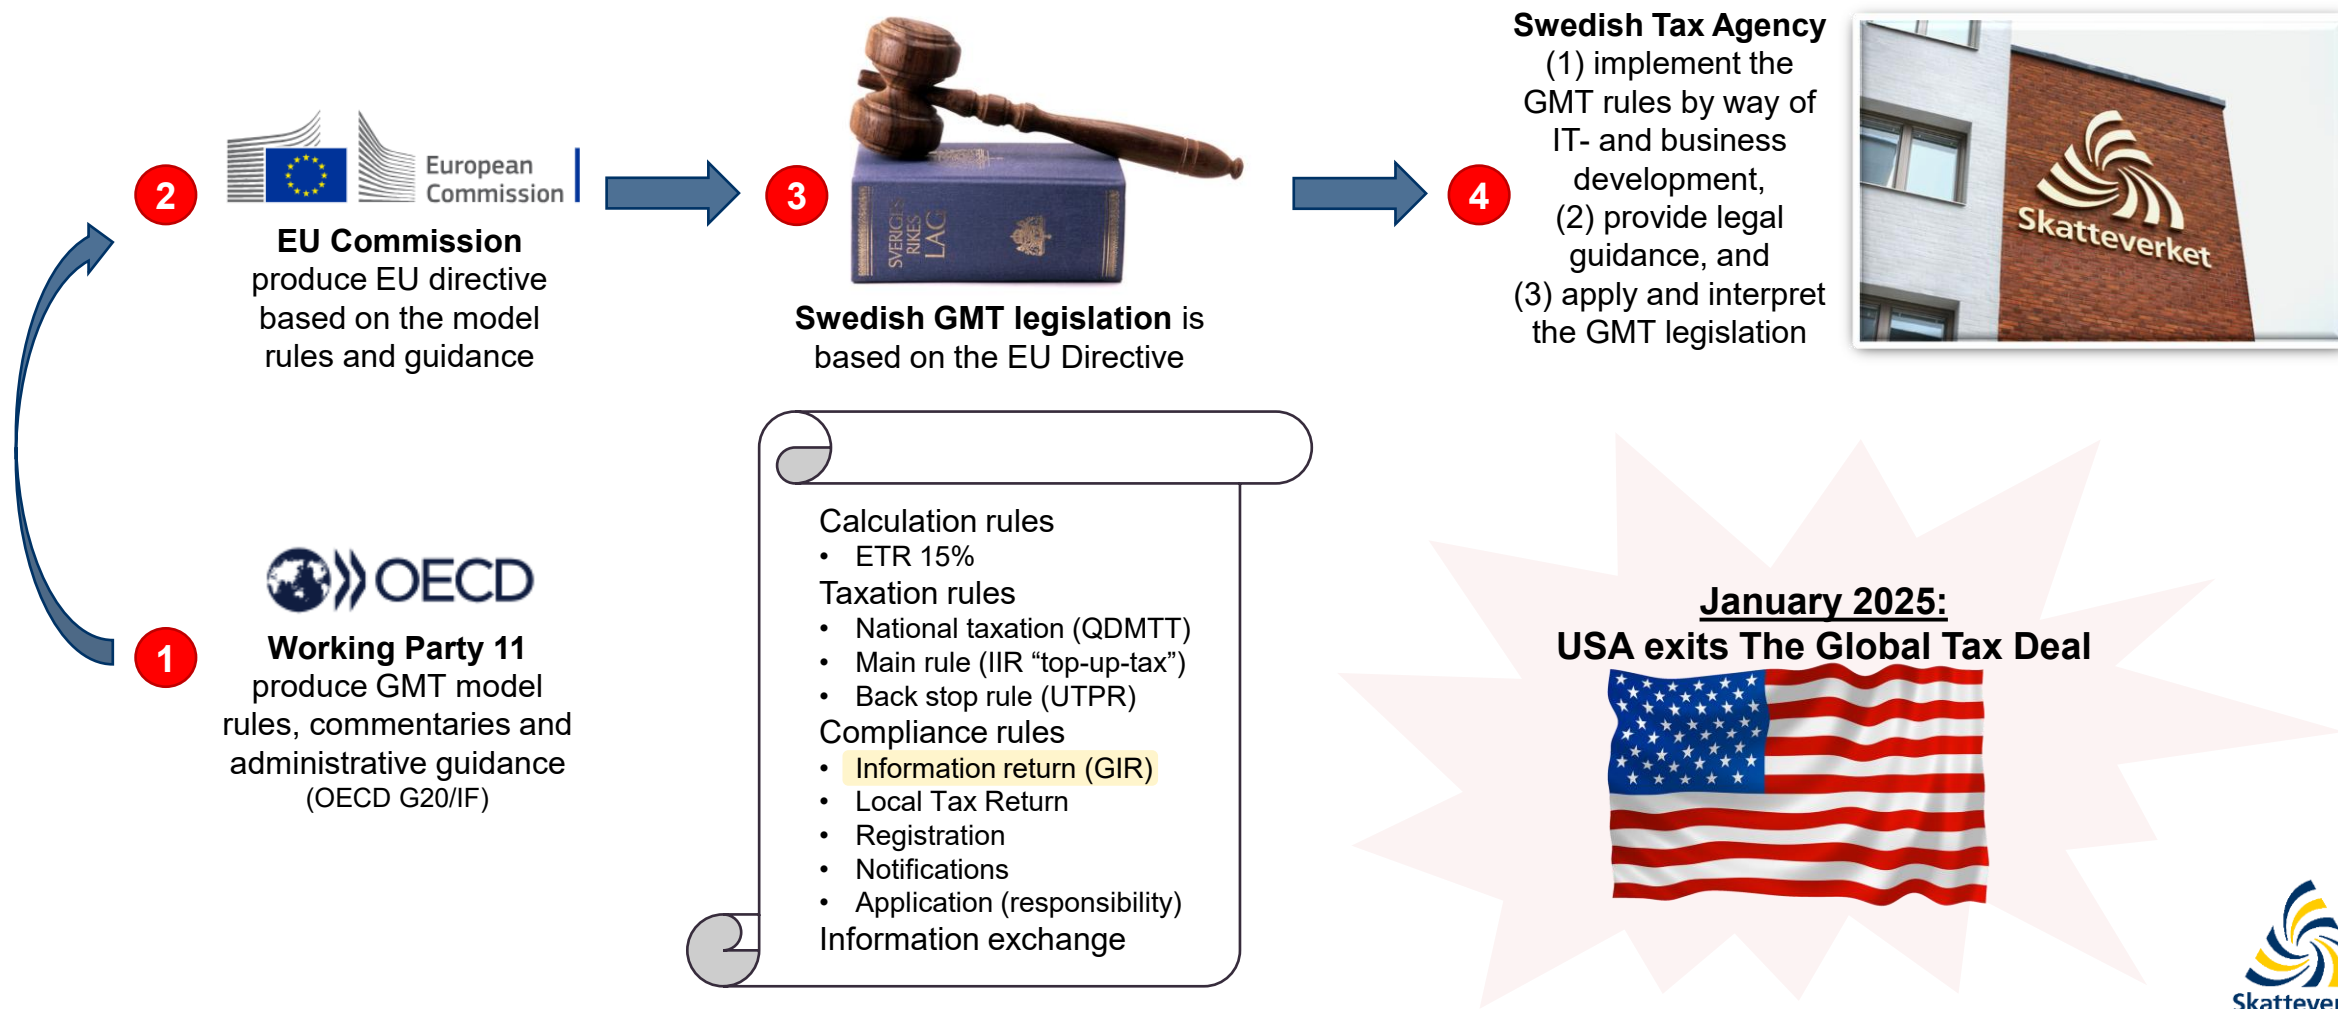 2
European
Commission
EU Commission
produce EU directive
based on the model
rules and guidance
1
OECD
Working Party 11
produce GMT model
rules, commentaries and
administrative guidance
(OECD G20/IF)
3
SVERIGES
RIKES
LAG
Swedish GMT legislation is
based on the EU Directive
Calculation rules
• ETR 15%
Taxation rules
• National taxation (QDMTT)
• Main rule (IIR “top-up-tax”)
• Back stop rule (UTPR)
Compliance rules
• Information return (GIR)
• Local Tax Return
• Registration
• Notifications
• Application (responsibility)
Information exchange
4
Swedish Tax Agency
(1) implement the
GMT rules by way of
IT- and business
development,
(2) provide legal
guidance, and
(3) apply and interpret
the GMT legislation
Skatteverket
January 2025:
USA exits The Global Tax Deal
Skattever